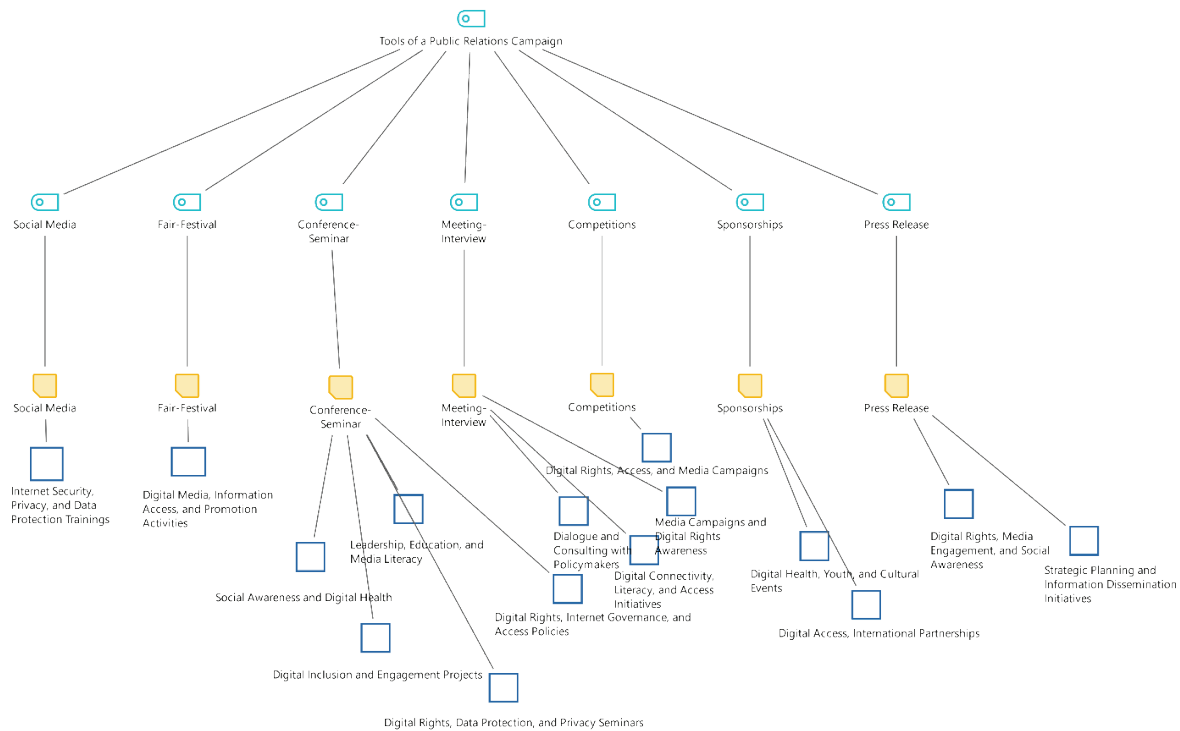 Tools of a Public Relations Campaign
Social Media
Fair-Festival
Conference-
Seminar
Meeting-
Interview
Competitions
Sponsorships
Press Release
Social Media
Fair-Festival
Conference-
Seminar
Meeting-
Interview
Competitions
Sponsorships
Press Release
Internet Security,
Privacy, and Data
Protection Trainings
Digital Media, Information
Access, and Promotion
Activities
Digital Rights, Access, and Media Campaigns
Leadership, Education, and
Media Literacy
Dialogue and
Consulting with
Policymakers
Media Campaigns and
Digital Rights
Awareness
Digital Rights, Media
Engagement, and Social
Awareness
Strategic Planning and
Information Dissemination
Initiatives
Social Awareness and Digital Health
Digital Connectivity,
Literacy, and Access
Initiatives
Digital Health, Youth, and Cultural
Events
Digital Rights, Internet Governance, and
Access Policies
Digital Access, International Partnerships
Digital Inclusion and Engagement Projects
Digital Rights, Data Protection, and Privacy Seminars